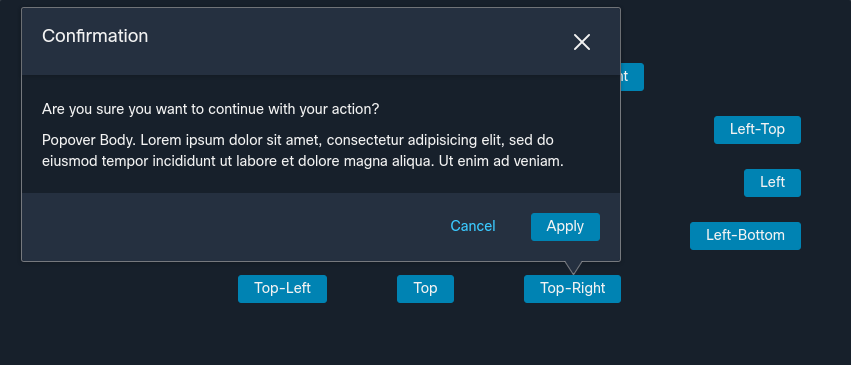 Confirmation
Are you sure you want to continue with your action?
Popover Body. Lorem ipsum dolor sit amet, consectetur adipisicing elit, sed do
eiusmod tempor incididunt ut labore et dolore magna aliqua. Ut enim ad veniam.
Cancel Apply
Left-Top
Left
Left-Bottom
Top-Left Top Top-Right